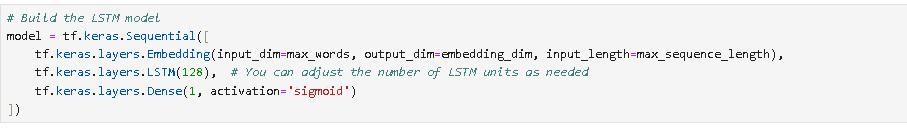 # Build the LSTM model
model = tf.keras.Sequential([
    tf.keras.layers.Embedding(input_dim=max_words, output_dim=embedding_dim, input_length=max_sequence_length),
    tf.keras.layers.LSTM(128),  # You can adjust the number of LSTM units as needed
    tf.keras.layers.Dense(1, activation='sigmoid')
])